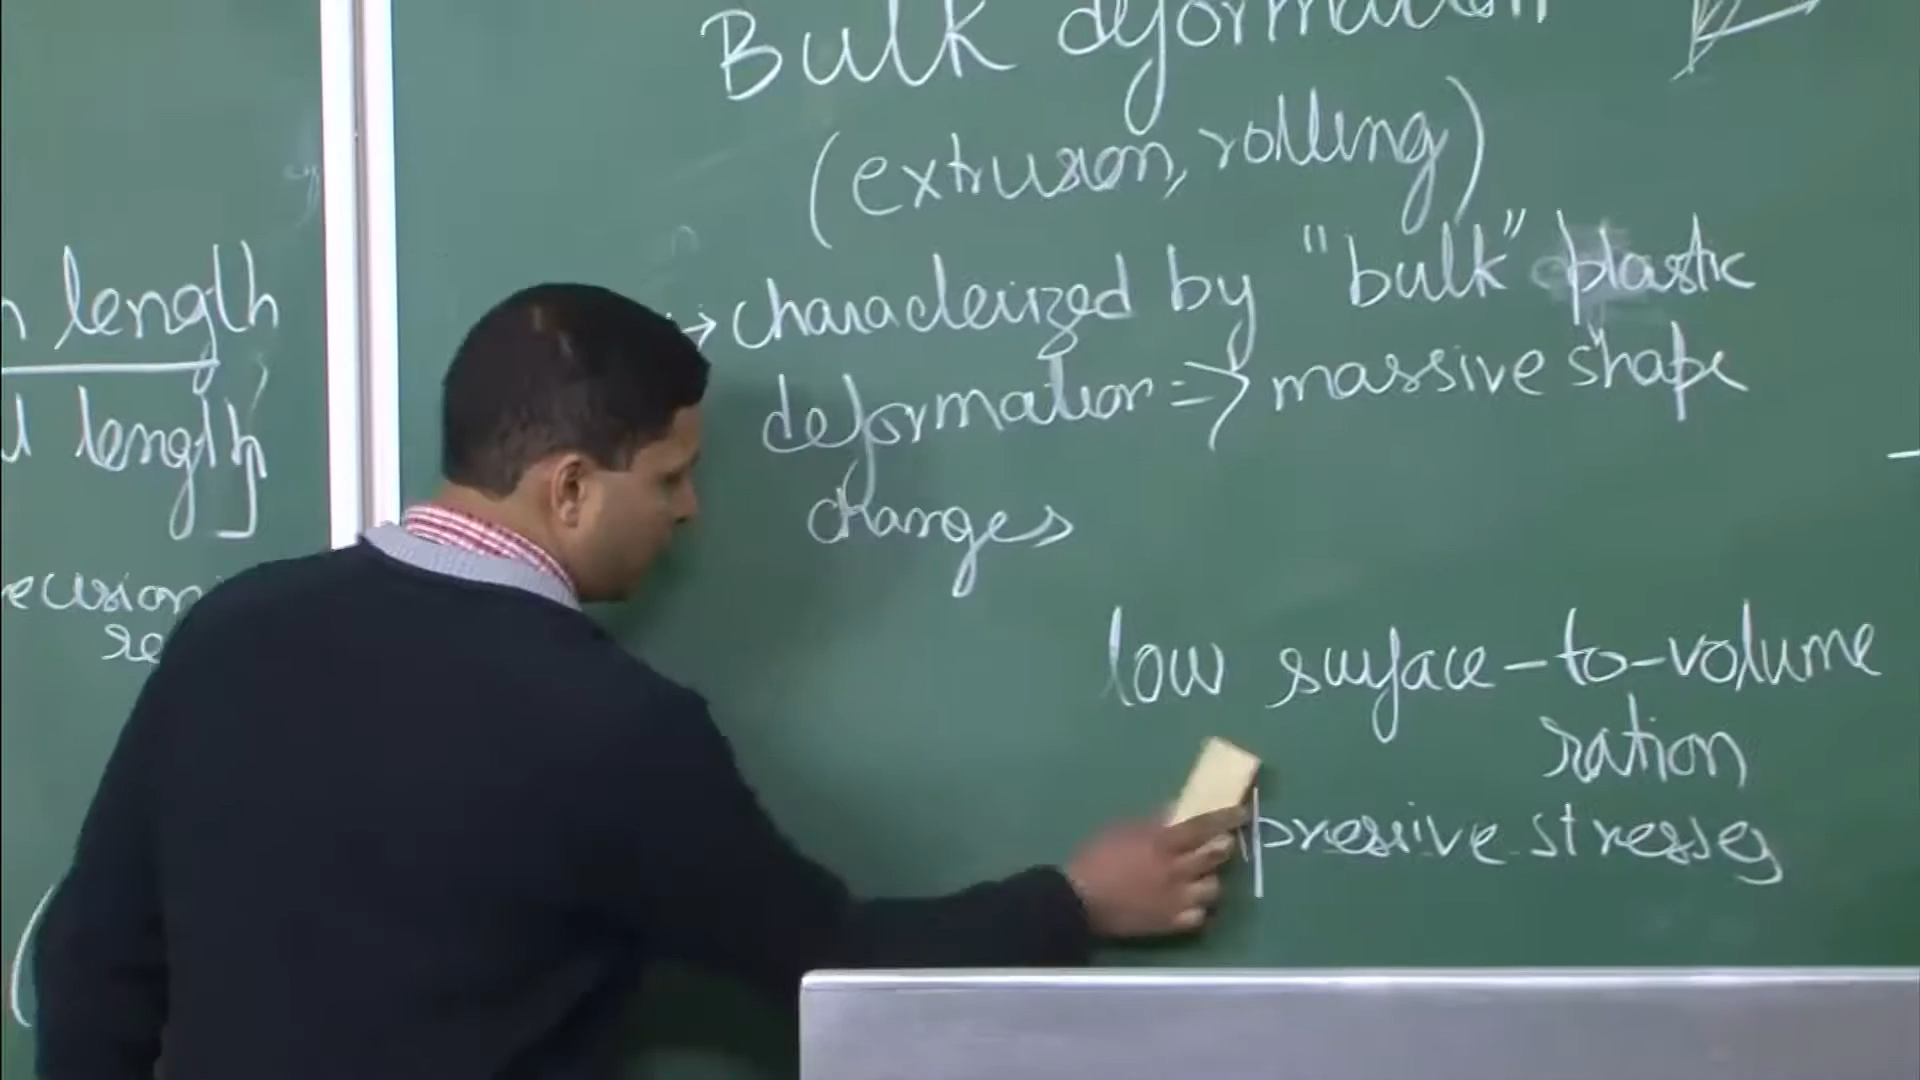 length
length
Bulk deformation
(extrusion, rolling)
→ characterized by "bulk" plastic
deformation => massive shape
changes
low surface-to-volume
ration
pressive stresses